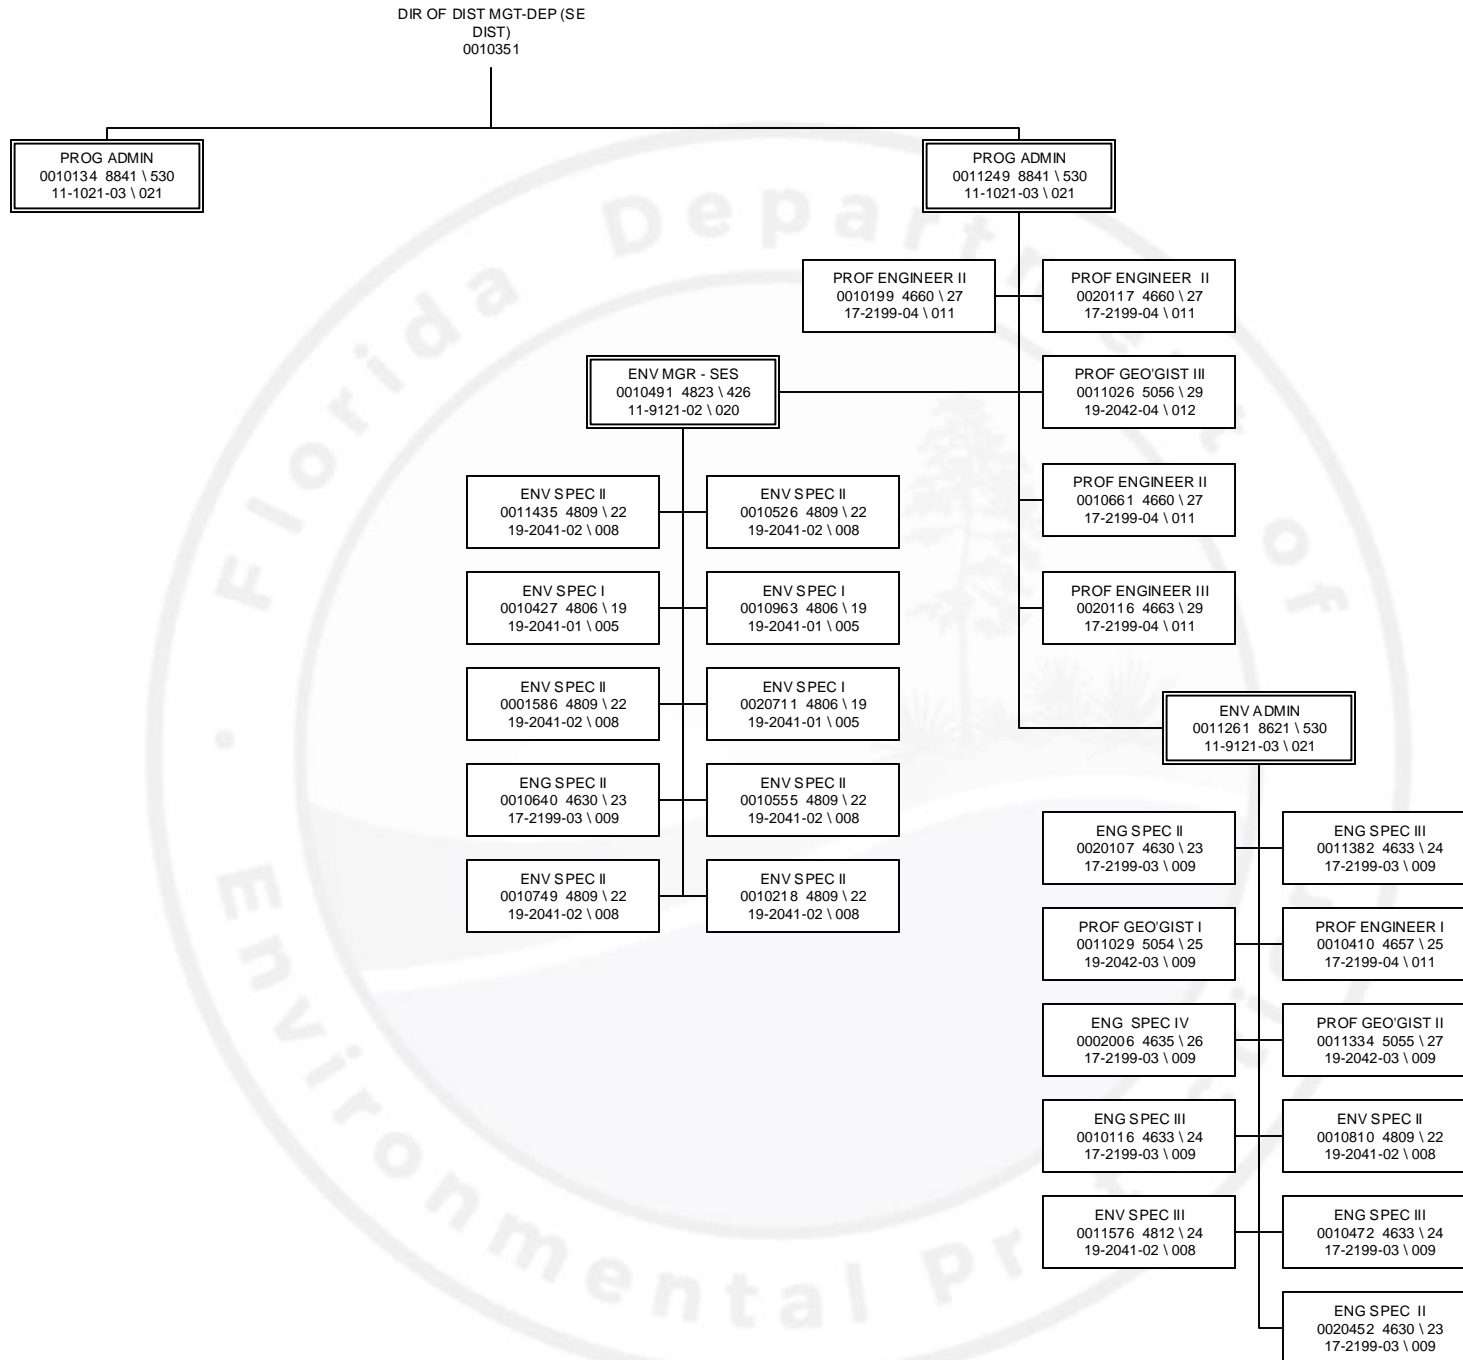 DIR OF DIST MGT-DEP (SE
DIST)
0010351
PROG ADMIN
0010134 8841 \ 530
11-1021-03 \ 021
PROG ADMIN
0011249 8841 \ 530
11-1021-03 \ 021
PROF ENGINEER II
0010199 4660 \ 27
17-2199-04 \ 011
PROF ENGINEER II
0020117 4660 \ 27
17-2199-04 \ 011
ENV MGR - SES
0010491 4823 \ 426
11-9121-02 \ 020
PROF GEO'GIST III
0011026 5056 \ 29
19-2042-04 \ 012
PROF ENGINEER II
0010661 4660 \ 27
17-2199-04 \ 011
PROF ENGINEER III
0020116 4663 \ 29
17-2199-04 \ 011
ENV SPEC II
0011435 4809 \ 22
19-2041-02 \ 008
ENV SPEC II
0010526 4809 \ 22
19-2041-02 \ 008
ENV SPEC I
0010427 4806 \ 19
19-2041-01 \ 005
ENV SPEC I
0010963 4806 \ 19
19-2041-01 \ 005
ENV SPEC II
0001586 4809 \ 22
19-2041-02 \ 008
ENV SPEC I
0020711 4806 \ 19
19-2041-01 \ 005
ENG SPEC II
0010640 4630 \ 23
17-2199-03 \ 009
ENV SPEC II
0010555 4809 \ 22
19-2041-02 \ 008
ENV SPEC II
0010749 4809 \ 22
19-2041-02 \ 008
ENV SPEC II
0010218 4809 \ 22
19-2041-02 \ 008
ENV ADMIN
0011261 8621 \ 530
11-9121-03 \ 021
ENG SPEC II
0020107 4630 \ 23
17-2199-03 \ 009
ENG SPEC III
0011382 4633 \ 24
17-2199-03 \ 009
PROF GEO'GIST I
0011029 5054 \ 25
19-2042-03 \ 009
PROF ENGINEER I
0010410 4657 \ 25
17-2199-04 \ 011
ENG SPEC IV
0002006 4635 \ 26
17-2199-03 \ 009
PROF GEO'GIST II
0011334 5055 \ 27
19-2042-03 \ 009
ENG SPEC III
0010116 4633 \ 24
17-2199-03 \ 009
ENV SPEC II
0010810 4809 \ 22
19-2041-02 \ 008
ENV SPEC III
0011576 4812 \ 24
19-2041-02 \ 008
ENG SPEC III
0010472 4633 \ 24
17-2199-03 \ 009
ENG SPEC II
0020452 4630 \ 23
17-2199-03 \ 009
Florida Department of
Environmental